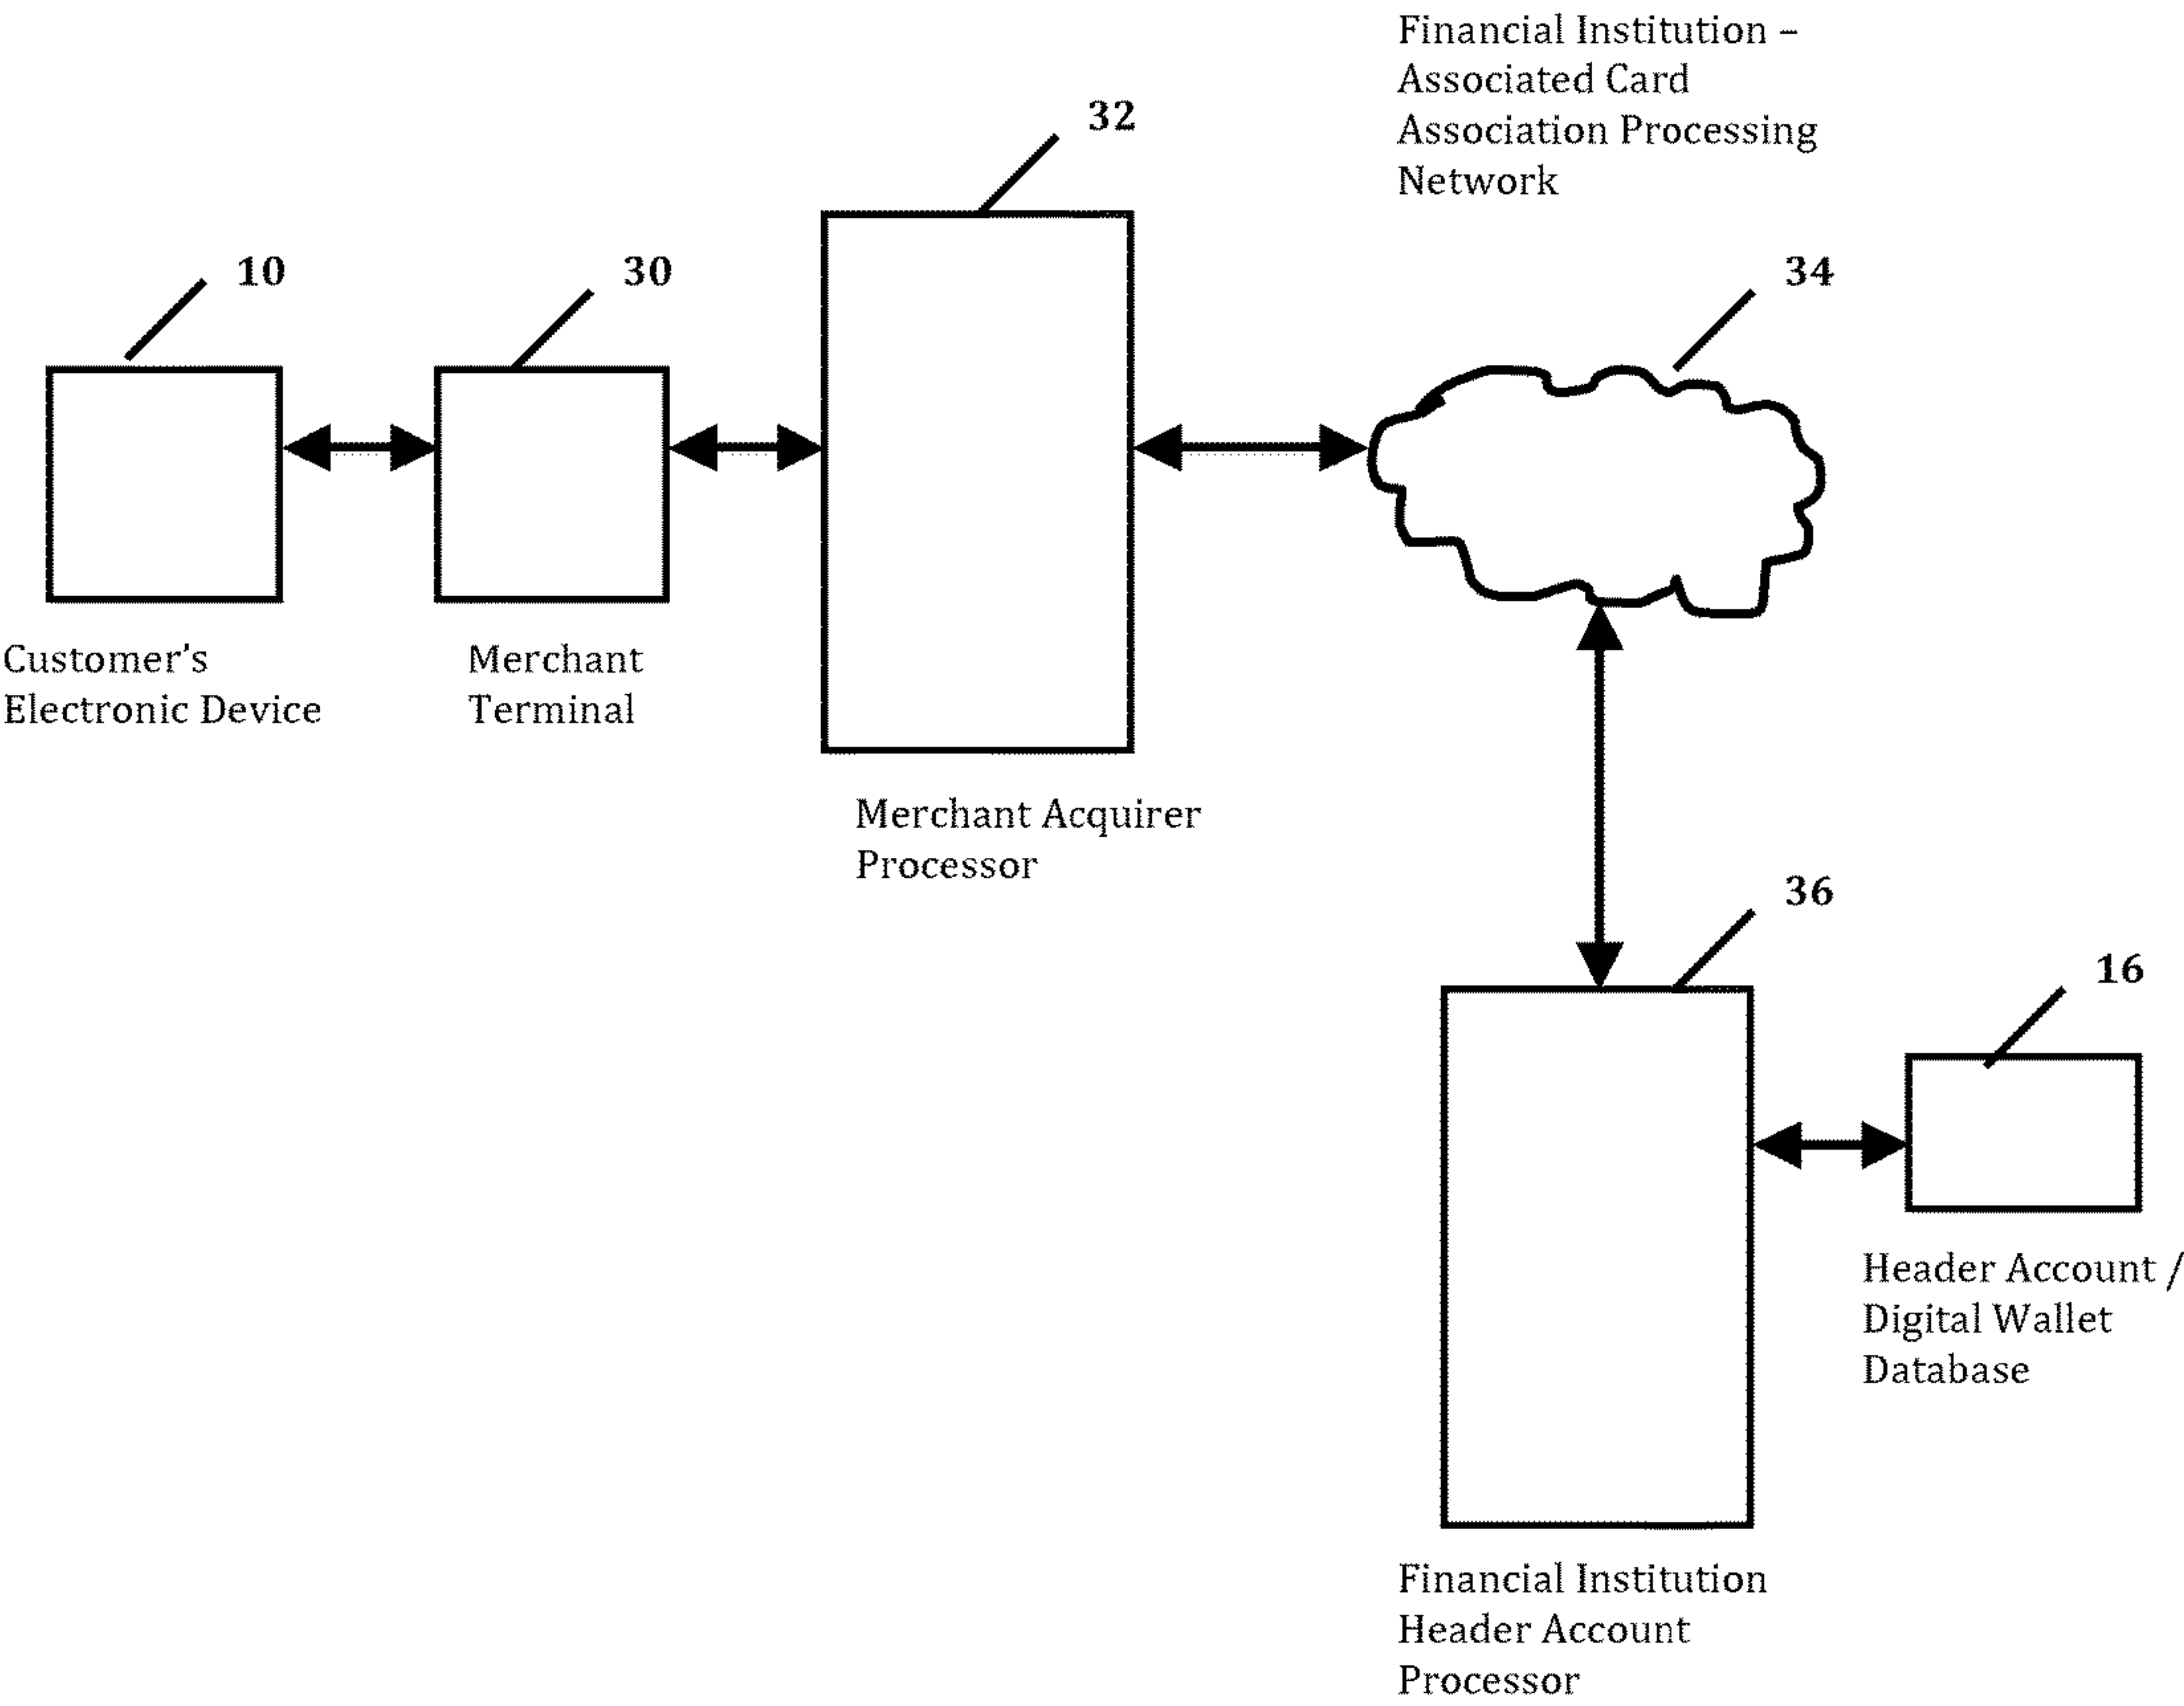 Financial Institution –
Associated Card
Association Processing
Network
32
10
30
34
Customer’s
Electronic Device
Merchant
Terminal
Merchant Acquirer
Processor
36
16
Header Account /
Digital Wallet
Database
Financial Institution
Header Account
Processor